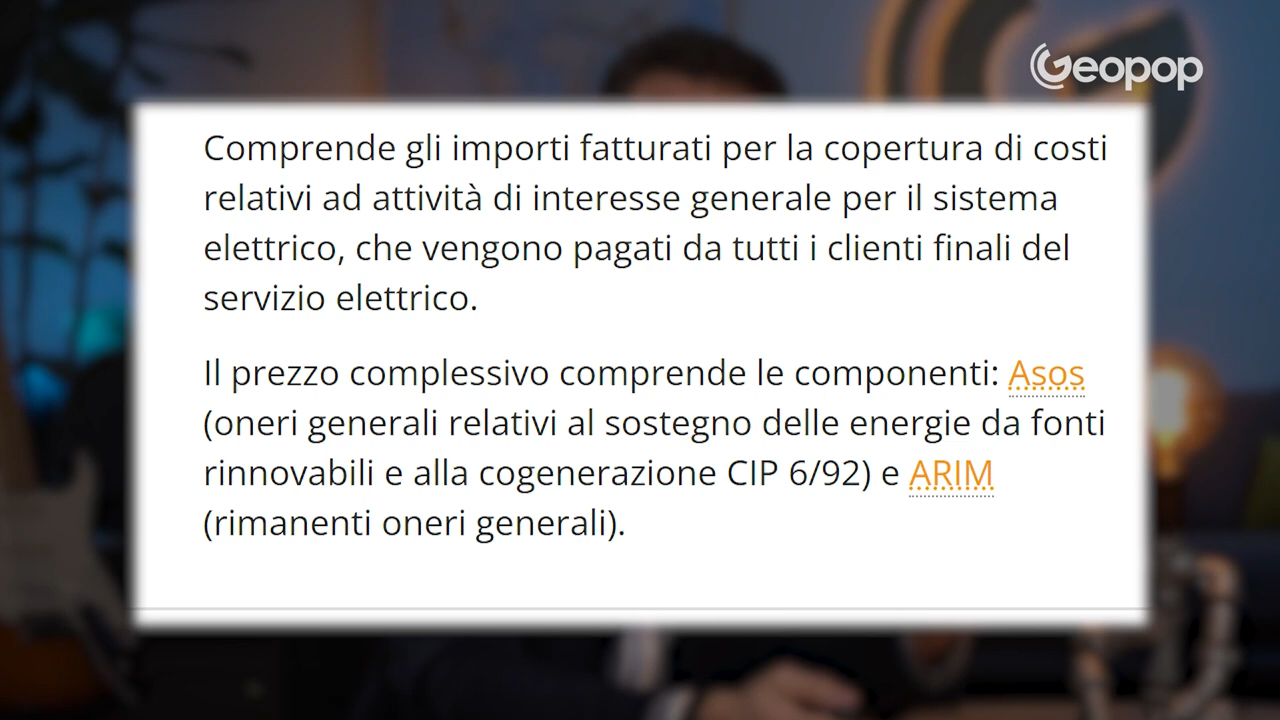 Geopop
Comprende gli importi fatturati per la copertura di costi
relativi ad attività di interesse generale per il sistema
elettrico, che vengono pagati da tutti i clienti finali del
servizio elettrico.
Il prezzo complessivo comprende le componenti: Asos
(oneri generali relativi al sostegno delle energie da fonti
rinnovabili e alla cogenerazione CIP 6/92) e ARIM
(rimanenti oneri generali).